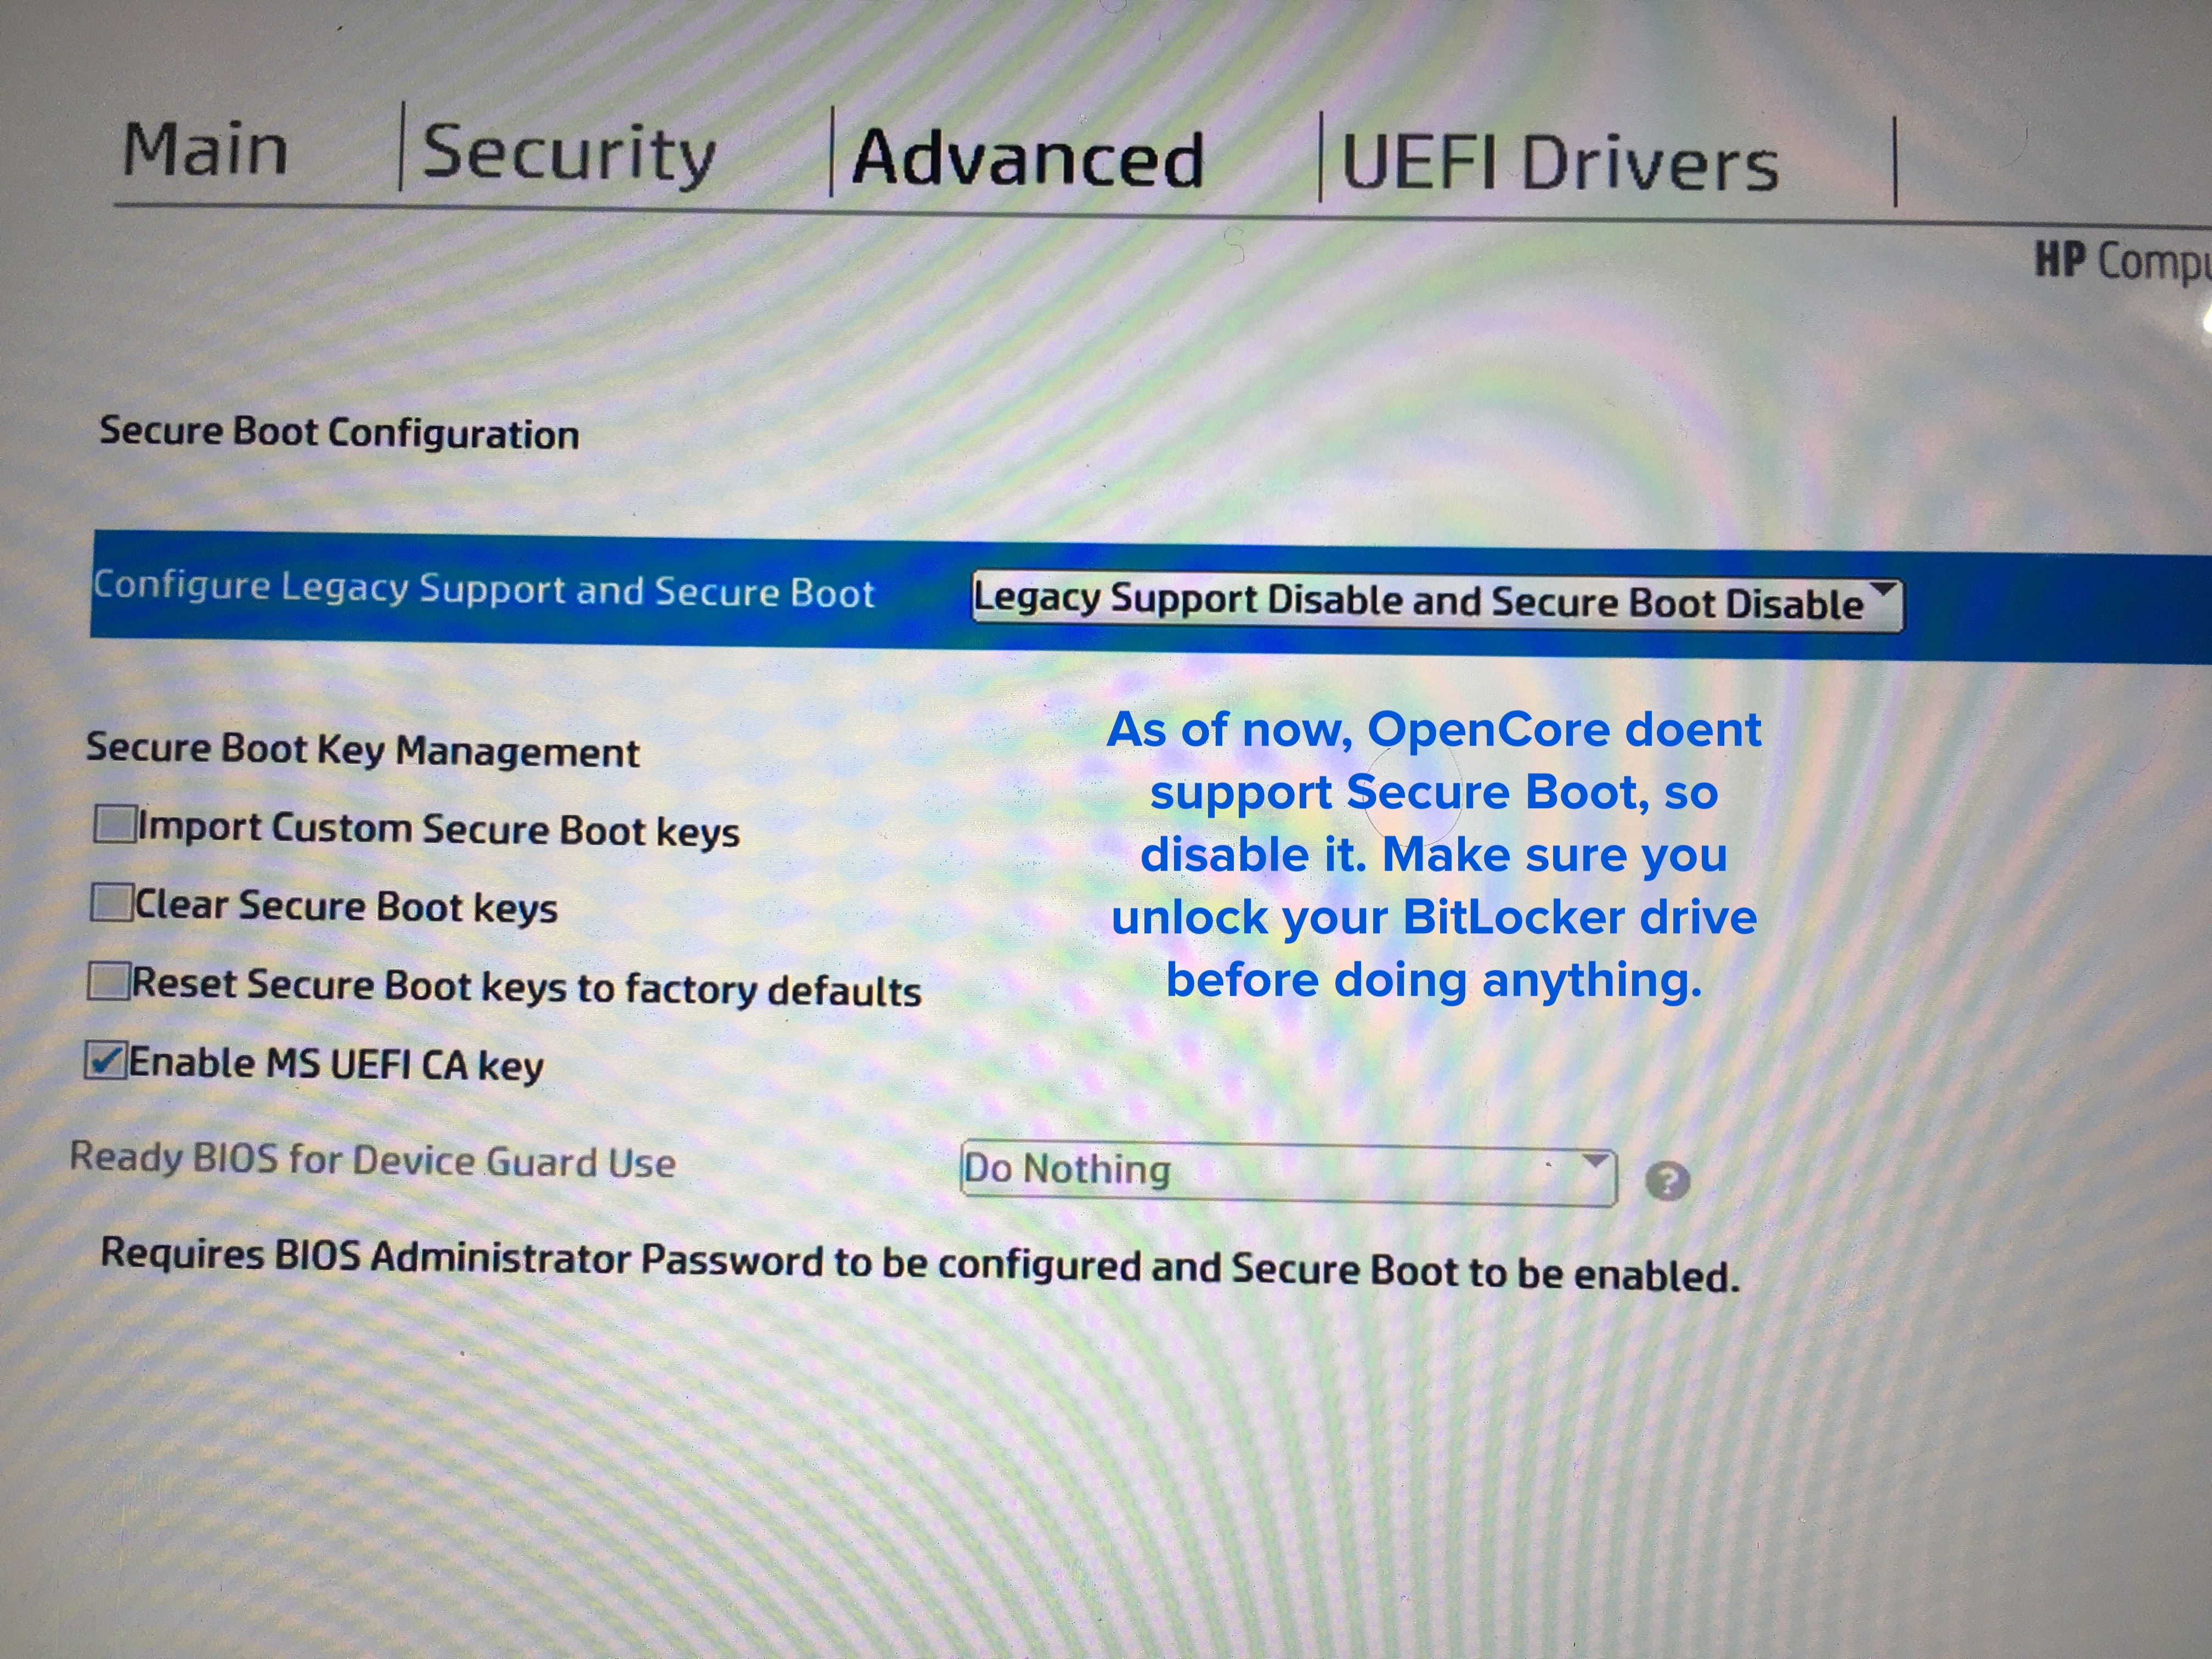 Main Security Advanced UEFI Drivers
HP
Secure Boot Configuration
Configure Legacy Support and Secure Boot Legacy Support Disable and Secure Boot Disable
As of now, OpenCore doent
support Secure Boot, so
disable it. Make sure you
unlock your BitLocker drive
before doing anything.
Secure Boot Key Management
Import Custom Secure Boot keys
Clear Secure Boot keys
Reset Secure Boot keys to factory defaults
Enable MS UEFI CA key
Ready BIOS for Device Guard Use Do Nothing ?
Requires BIOS Administrator Password to be configured and Secure Boot to be enabled.